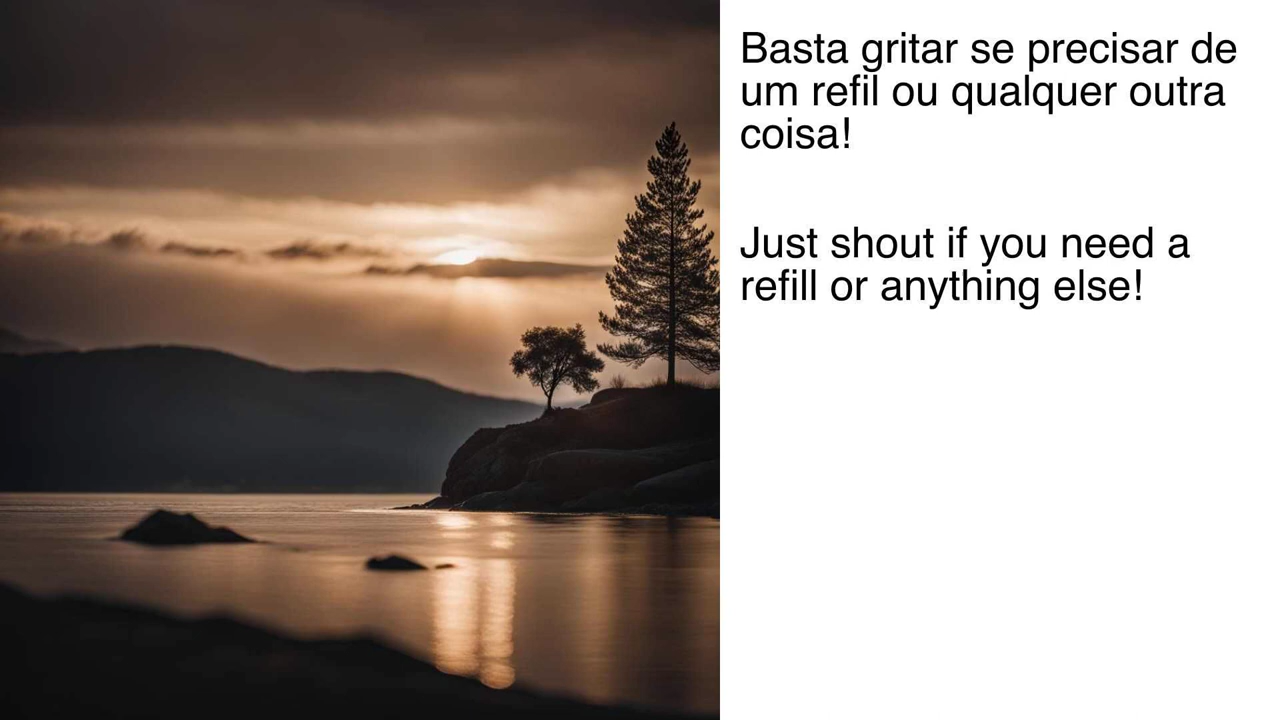 Basta gritar se precisar de
um refil ou qualquer outra
coisa!
Just shout if you need a
refill or anything else!